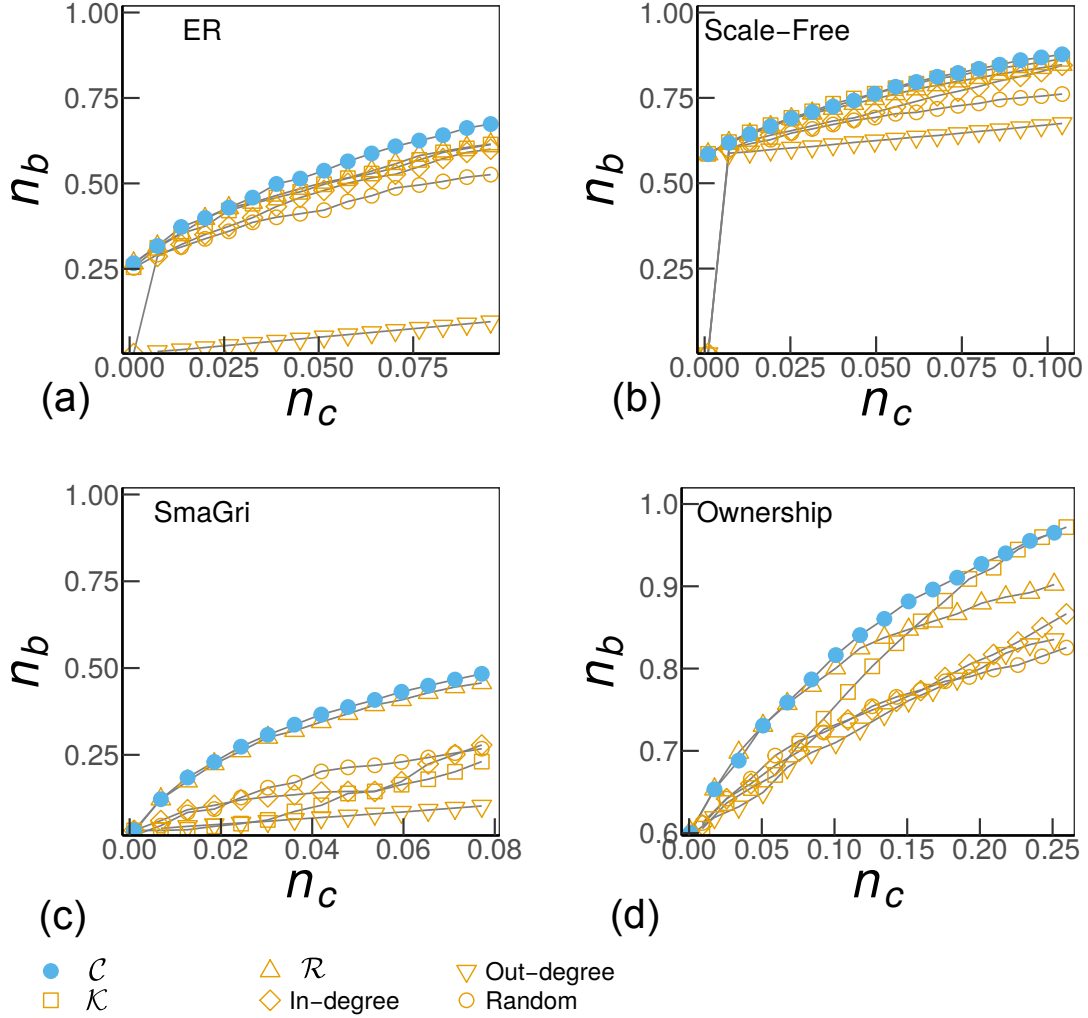 ER
1.00
0.75
0.50
0.25
n_b
0.000 0.025 0.050 0.075
n_c
(a)
Scale−Free
1.00
0.75
0.50
0.25
n_b
0.000 0.025 0.050 0.075 0.100
n_c
(b)
SmaGri
1.00
0.75
0.50
0.25
n_b
0.00 0.02 0.04 0.06 0.08
n_c
(c)
Ownership
1.0
0.9
0.8
0.7
0.6
n_b
0.00 0.05 0.10 0.15 0.20 0.25
n_c
(d)
𝒞 ℛ Out−degree
𝒦 In−degree Random